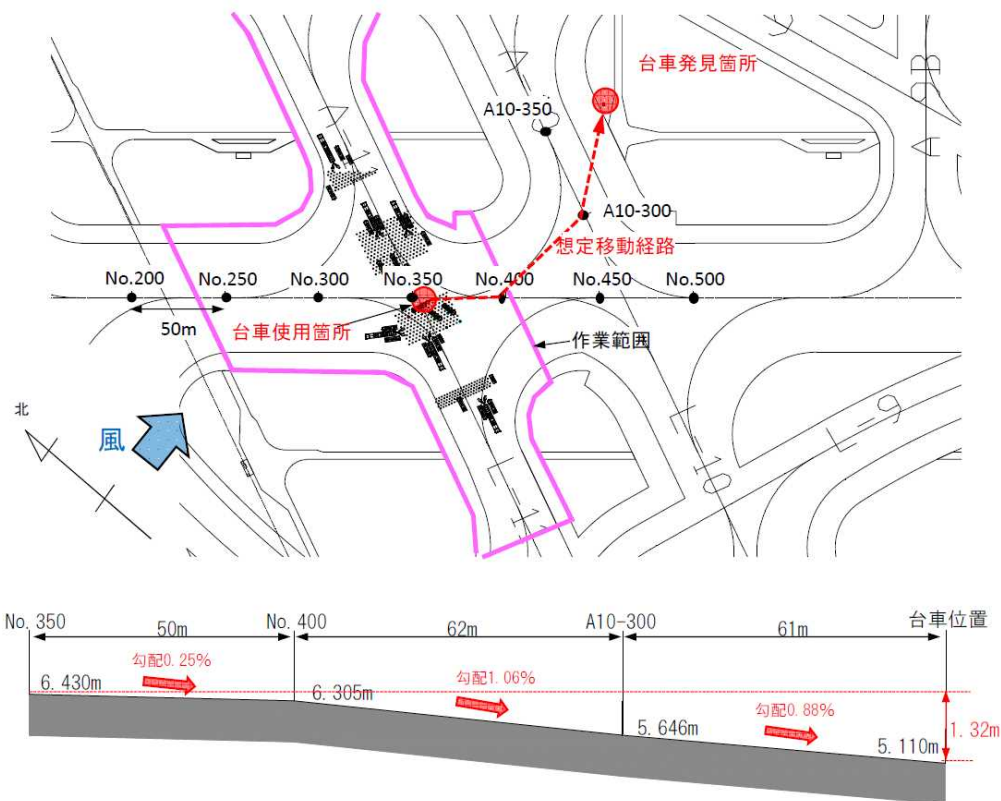 台車発見箇所
A10-350
A10-300
想定移動経路
No.200
No.250
No.300
No.350
No.400
No.450
No.500
50m
台車使用箇所
作業範囲
北
風
No. 350
No. 400
A10-300
台車位置
50m
62m
61m
勾配0.25%
勾配1.06%
勾配0.88%
6.430m
6.305m
5.646m
5.110m
1.32m